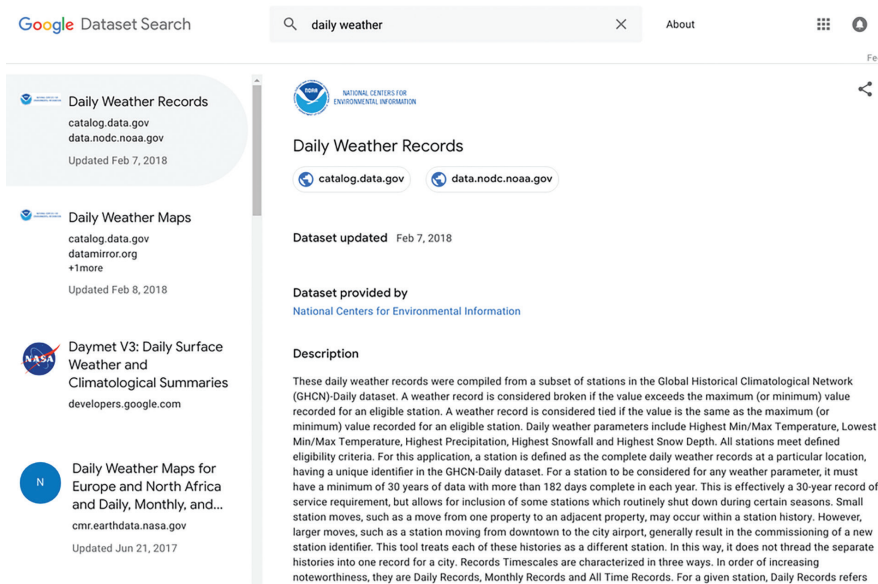 Google Dataset Search
daily weather
About
Fe
Daily Weather Records
catalog.data.gov
data.nodc.noaa.gov
Updated Feb 7, 2018
Daily Weather Maps
catalog.data.gov
datamirror.org
+1more
Updated Feb 8, 2018
NASA
Daymet V3: Daily Surface
Weather and
Climatological Summaries
developers.google.com
N
Daily Weather Maps for
Europe and North Africa
and Daily, Monthly, and...
cmr.earthdata.nasa.gov
Updated Jun 21, 2017
NOAA
NATIONAL CENTERS FOR
ENVIRONMENTAL INFORMATION
Daily Weather Records
catalog.data.gov
data.nodc.noaa.gov
Dataset updated Feb 7, 2018
Dataset provided by
National Centers for Environmental Information
Description
These daily weather records were compiled from a subset of stations in the Global Historical Climatological Network
(GHCN)-Daily dataset. A weather record is considered broken if the value exceeds the maximum (or minimum) value
recorded for an eligible station. A weather record is considered tied if the value is the same as the maximum (or
minimum) value recorded for an eligible station. Daily weather parameters include Highest Min/Max Temperature, Lowest
Min/Max Temperature, Highest Precipitation, Highest Snowfall and Highest Snow Depth. All stations meet defined
eligibility criteria. For this application, a station is defined as the complete daily weather records at a particular location,
having a unique identifier in the GHCN-Daily dataset. For a station to be considered for any weather parameter, it must
have a minimum of 30 years of data with more than 182 days complete in each year. This is effectively a 30-year record of
service requirement, but allows for inclusion of some stations which routinely shut down during certain seasons. Small
station moves, such as a move from one property to an adjacent property, may occur within a station history. However,
larger moves, such as a station moving from downtown to the city airport, generally result in the commissioning of a new
station identifier. This tool treats each of these histories as a different station. In this way, it does not thread the separate
histories into one record for a city. Records Timescales are characterized in three ways. In order of increasing
noteworthiness, they are Daily Records, Monthly Records and All Time Records. For a given station, Daily Records refers